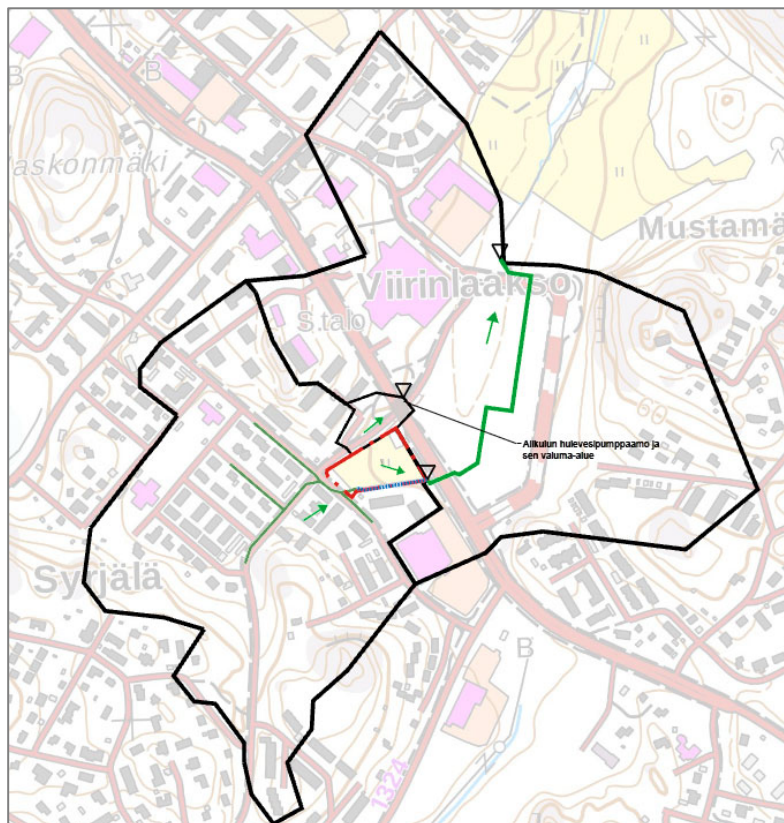 B
B
askonmäki
Mustamä
Viirinlaakso
S.talo
60
Alikulun hulevesipumppaamo ja
sen valuma-alue
Syrjälä
B
1324